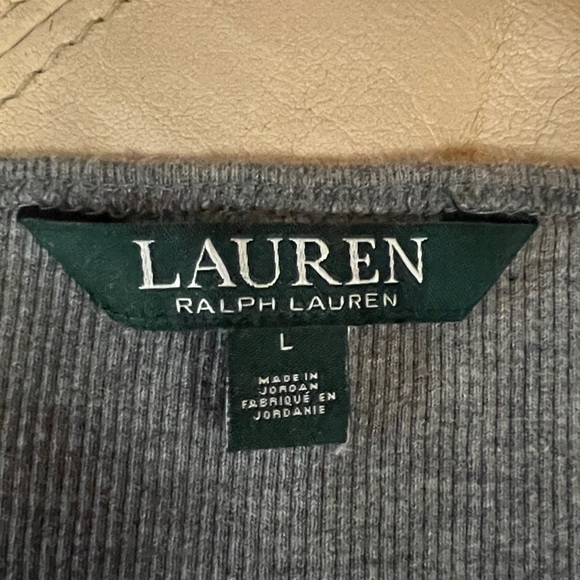 LAUREN
RALPH LAUREN
L
MADE IN
JORDAN
FABRIQUÉ EN
JORDANIE